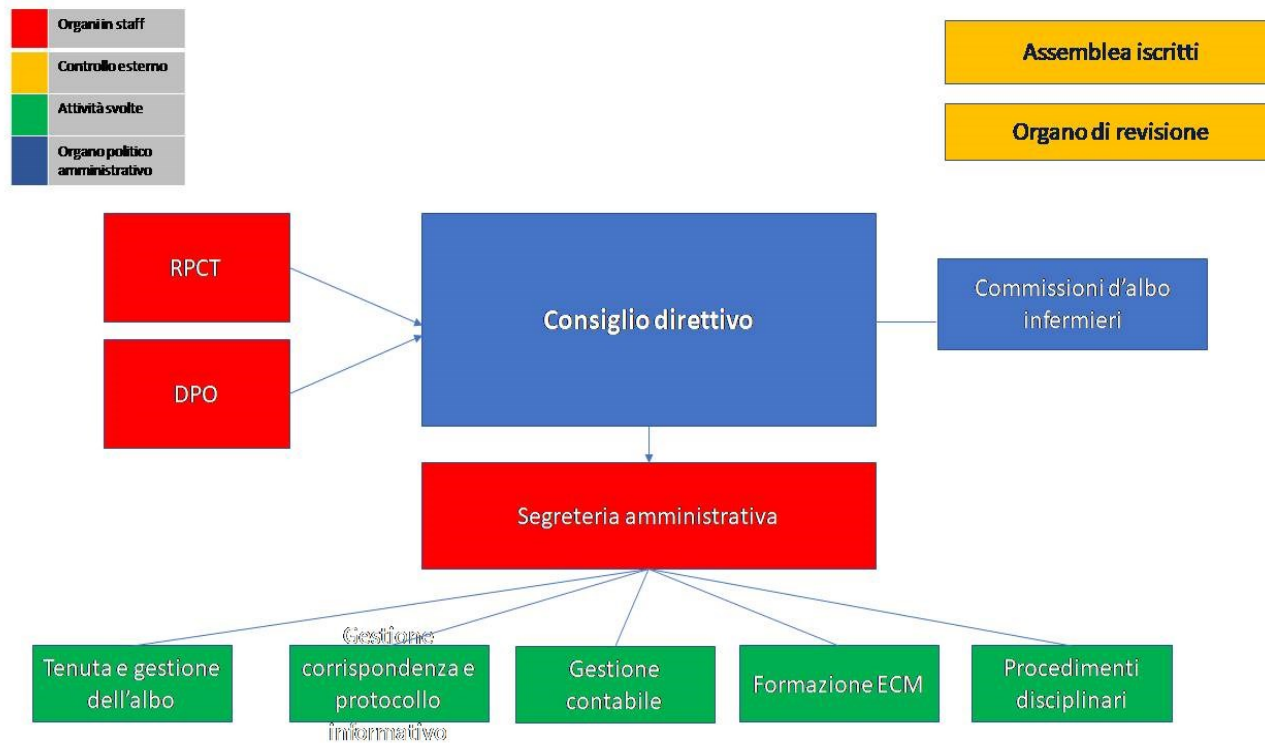 Organi in staff
Controllo esterno
Attività svolte
Organo politico
amministrativo
Assemblea iscritti
Organo di revisione
RPCT
DPO
Consiglio direttivo
Commissioni d'albo
infermieri
Segreteria amministrativa
Tenuta e gestione
dell'albo
Gestione
corrispondenza e
protocollo
informativo
Gestione
contabile
Formazione ECM
Procedimenti
disciplinari